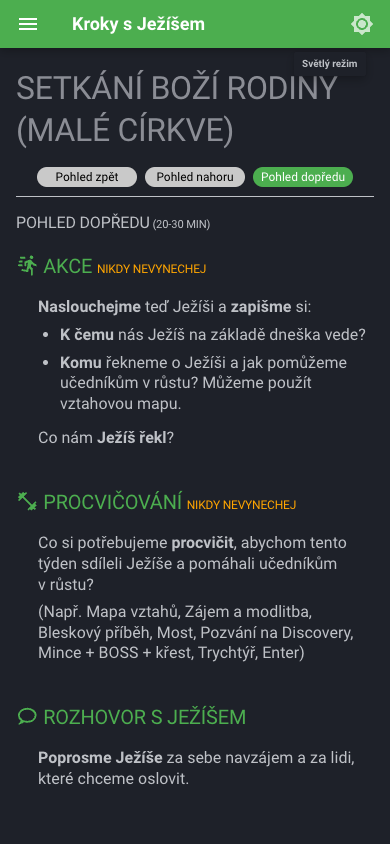 Kroky s Ježíšem
Světlý režim
SETKÁNÍ BOŽÍ RODINY
(MALÉ CÍRKVE)
Pohled zpět
Pohled nahoru
Pohled dopředu
POHLED DOPŘEDU (20-30 MIN)
AKCE NIKDY NEVYNECHEJ
Naslouchejme teď Ježíši a zapišme si:
• K čemu nás Ježíš na základě dneška vede?
• Komu řekneme o Ježíši a jak pomůžeme
učedníkům v růstu? Můžeme použít
vztahovou mapu.
Co nám Ježíš řekl?
PROCVIČOVÁNÍ NIKDY NEVYNECHEJ
Co si potřebujeme procvičit, abychom tento
týden sdíleli Ježíše a pomáhali učedníkům
v růstu?
(Např. Mapa vztahů, Zájem a modlitba,
Bleskový příběh, Most, Pozvání na Discovery,
Mince + BOSS + křest, Trychtýř, Enter)
ROZHOVOR S JEŽÍŠEM
Poprosme Ježíše za sebe navzájem a za lidi,
které chceme oslovit.